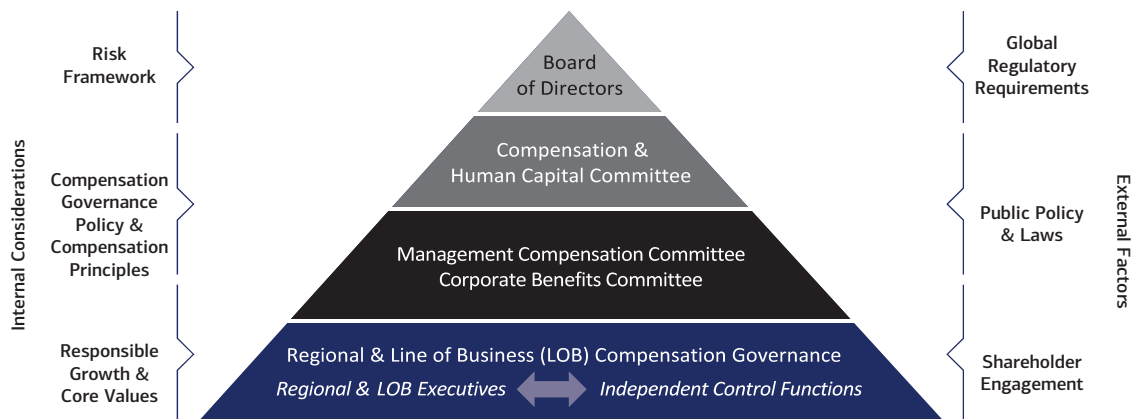 Internal Considerations
Risk
Framework
Compensation
Governance
Policy &
Compensation
Principles
Responsible
Growth &
Core Values
Board
of Directors
Compensation &
Human Capital Committee
Management Compensation Committee
Corporate Benefits Committee
Regional & Line of Business (LOB) Compensation Governance
Regional & LOB Executives
Independent Control Functions
Global
Regulatory
Requirements
Public Policy
& Laws
Shareholder
Engagement
External Factors